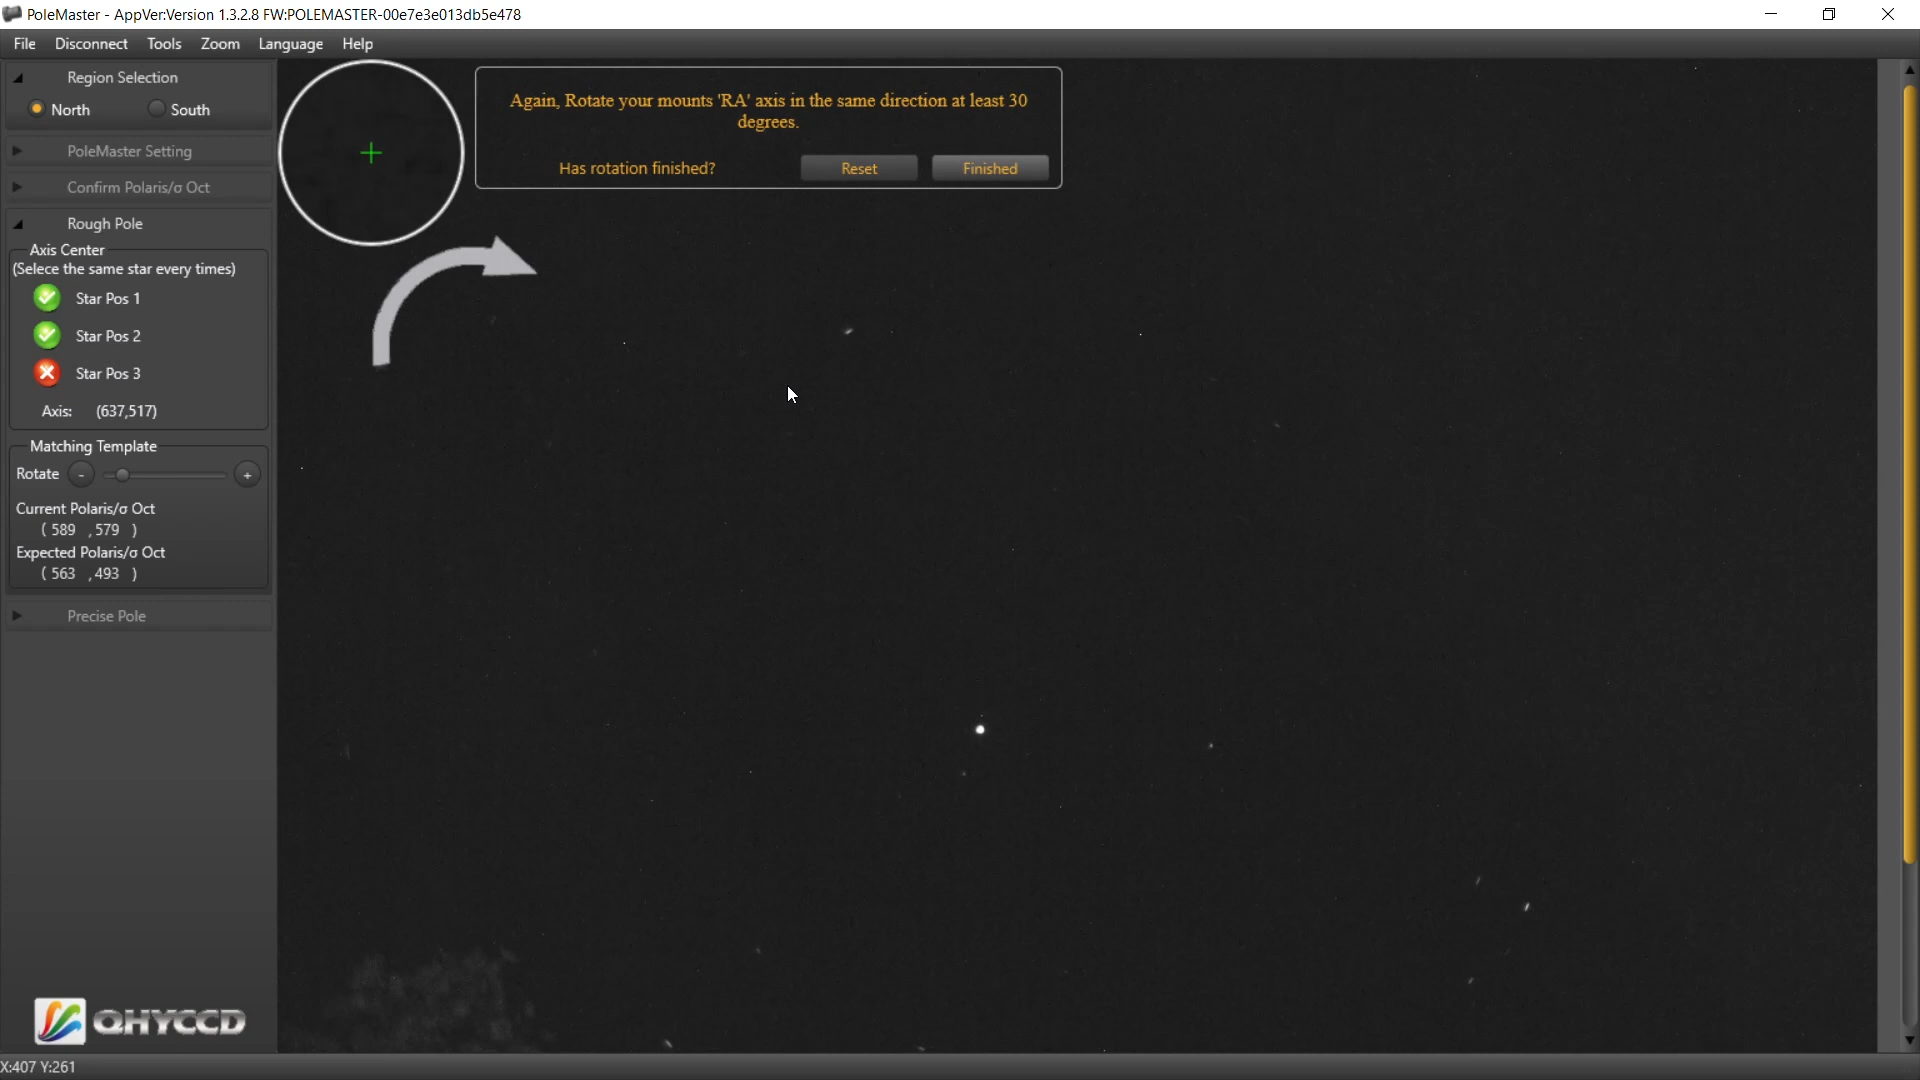 PoleMaster - AppVer:Version 1.3.2.8 FW:POLEMASTER-00e7e3e013db5e478
File Disconnect Tools Zoom Language Help
Region Selection
North South
PoleMaster Setting
Confirm Polaris/σ Oct
Rough Pole
Axis Center
(Selece the same star every times)
Star Pos 1
Star Pos 2
Star Pos 3
Axis: (637,517)
Matching Template
Rotate - +
Current Polaris/σ Oct
( 589 ,579 )
Expected Polaris/σ Oct
( 563 ,493 )
Precise Pole
Again, Rotate your mounts 'RA' axis in the same direction at least 30
degrees.
Has rotation finished? Reset Finished
QHYCCD
X:407 Y:261